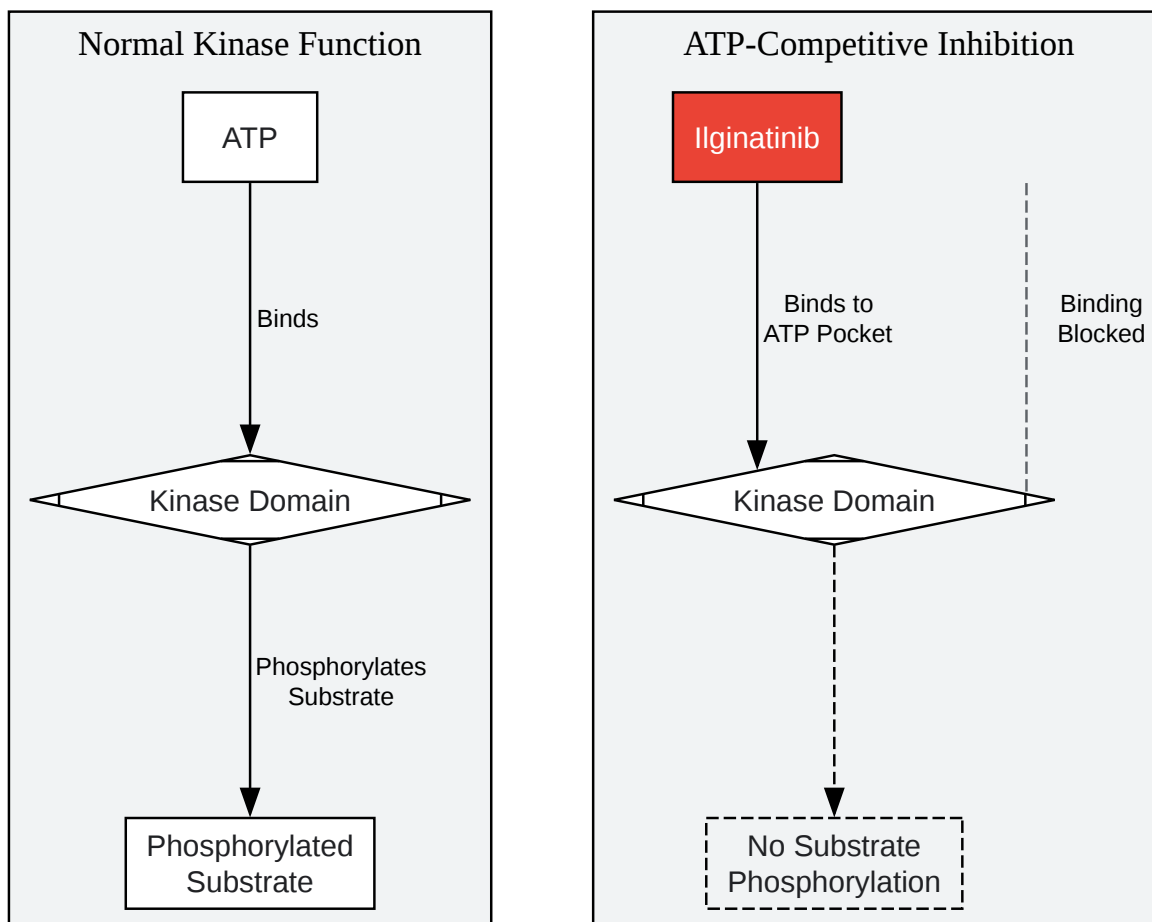 Normal Kinase Function
ATP
Binds
Kinase Domain
Phosphorylates
Substrate
Phosphorylated
Substrate
ATP-Competitive Inhibition
Ilginatinib
Binds to
ATP Pocket
Binding
Blocked
Kinase Domain
No Substrate
Phosphorylation